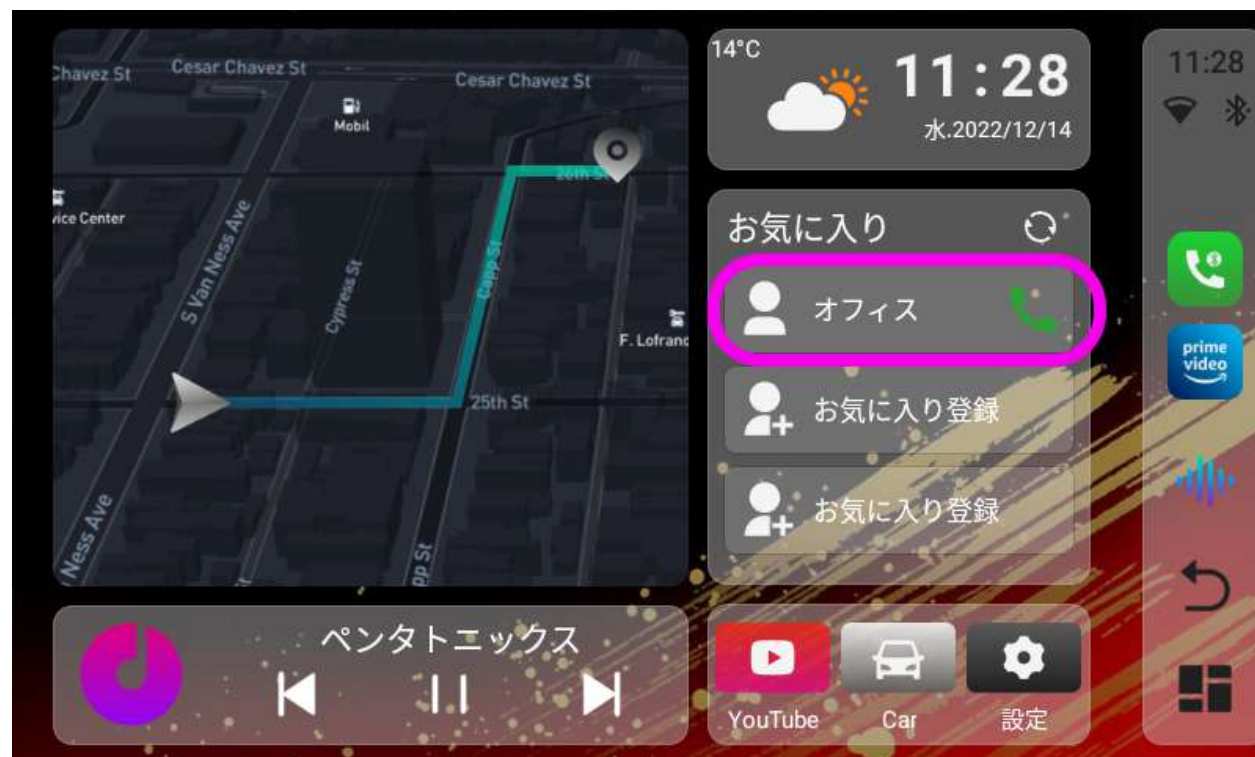 Chavez St
Cesar Chavez St
Cesar Chavez St
Mobil
26th S
vice Center
S Van Ness Ave
Cypress St
Capp St
F. Lofranc
25th St
Ness Ave
pp St
ペンタトニックス
14°C
11:28
水.2022/12/14
お気に入り
オフィス
お気に入り登録
お気に入り登録
YouTube
Car
設定
11:28
prime
video